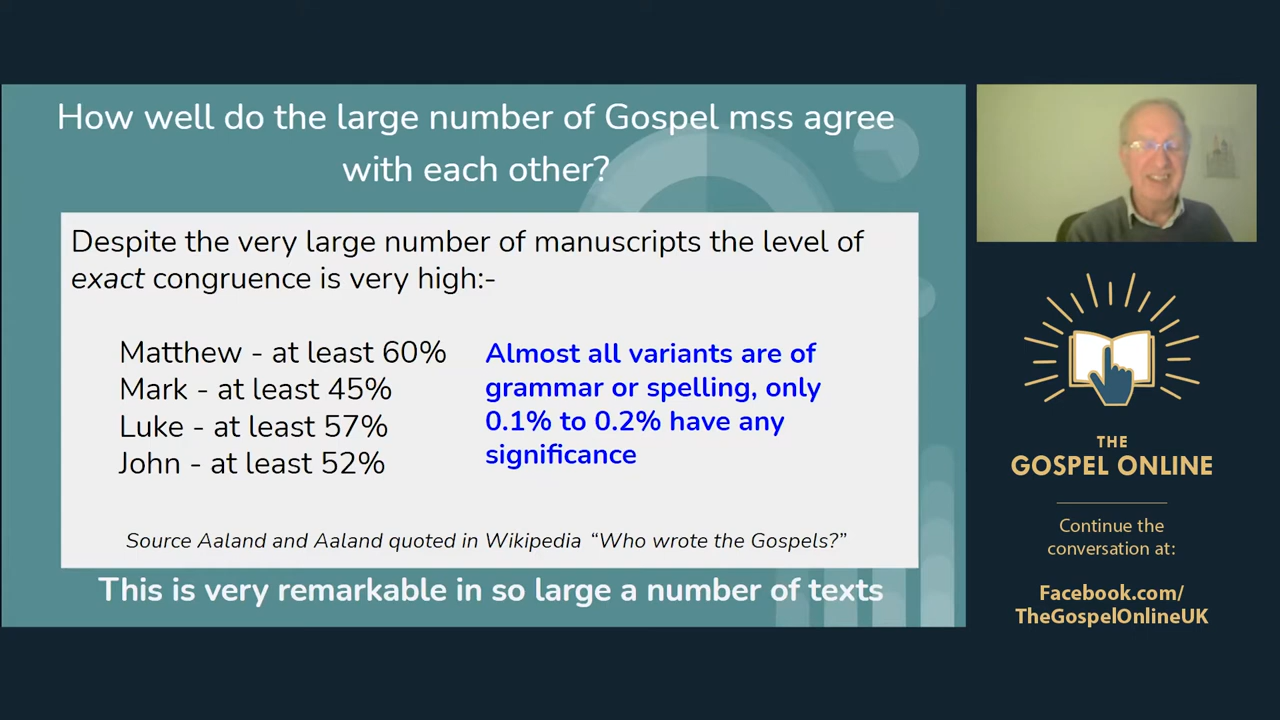 How well do the large number of Gospel mss agree
with each other?
Despite the very large number of manuscripts the level of
exact congruence is very high:-
Matthew - at least 60%
Mark - at least 45%
Luke - at least 57%
John - at least 52%
Almost all variants are of
grammar or spelling, only
0.1% to 0.2% have any
significance
Source Aaland and Aaland quoted in Wikipedia “Who wrote the Gospels?”
This is very remarkable in so large a number of texts
THE
GOSPEL ONLINE
Continue the
conversation at:
Facebook.com/
TheGospelOnlineUK